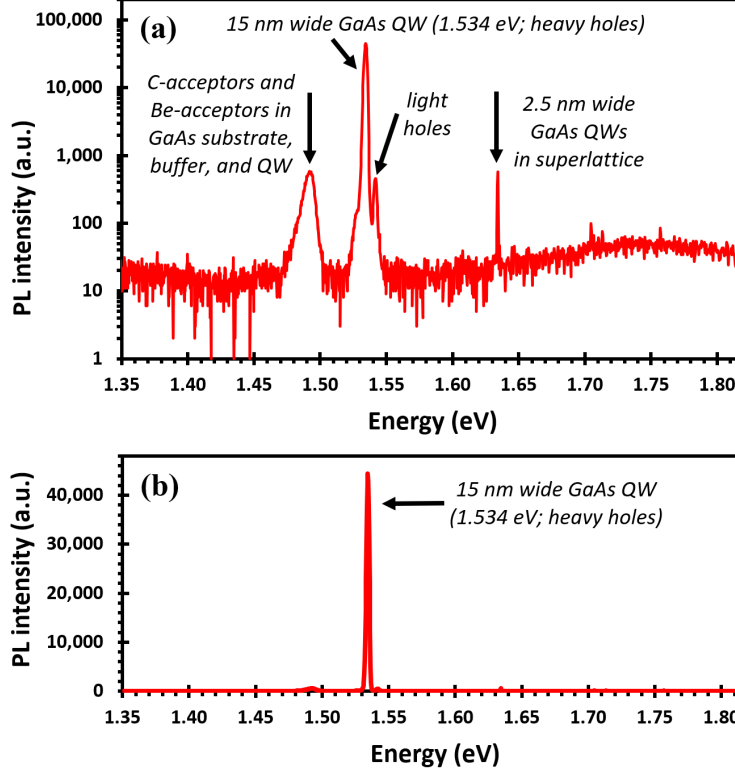 (a)
15 nm wide GaAs QW (1.534 eV; heavy holes)
C-acceptors and
Be-acceptors in
GaAs substrate,
buffer, and QW
light
holes
2.5 nm wide
GaAs QWs
in superlattice
PL intensity (a.u.)
100,000
10,000
1,000
100
10
1
1.35 1.40 1.45 1.50 1.55 1.60 1.65 1.70 1.75 1.80
Energy (eV)
(b)
15 nm wide GaAs QW
(1.534 eV; heavy holes)
PL intensity (a.u.)
40,000
30,000
20,000
10,000
0
1.35 1.40 1.45 1.50 1.55 1.60 1.65 1.70 1.75 1.80
Energy (eV)